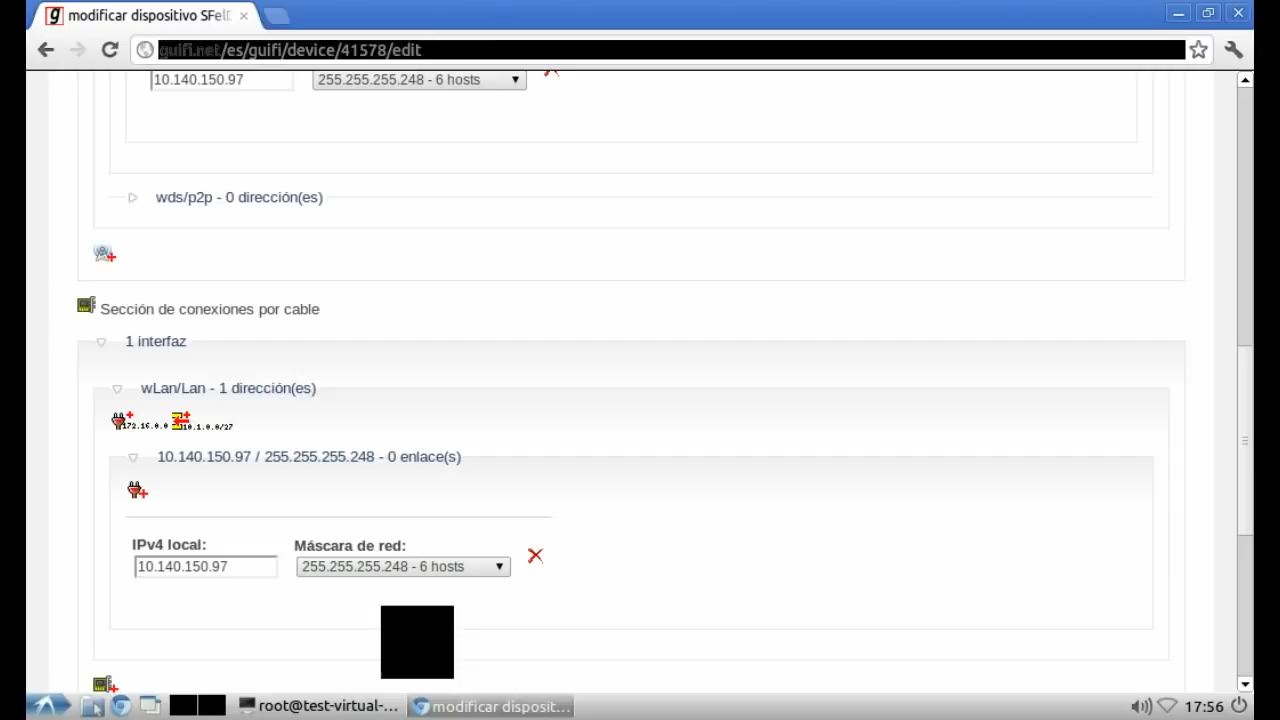 modificar dispositivo SFelD
guifi.net/es/guifi/device/41578/edit
10.140.150.97 255.255.255.248 - 6 hosts
wds/p2p - 0 dirección(es)
Sección de conexiones por cable
1 interfaz
wLan/Lan - 1 dirección(es)
172.16.0.0 10.1.0.0/27
10.140.150.97 / 255.255.255.248 - 0 enlace(s)
IPv4 local: Máscara de red:
10.140.150.97 255.255.255.248 - 6 hosts
root@test-virtual-... modificar disposit... 17:56